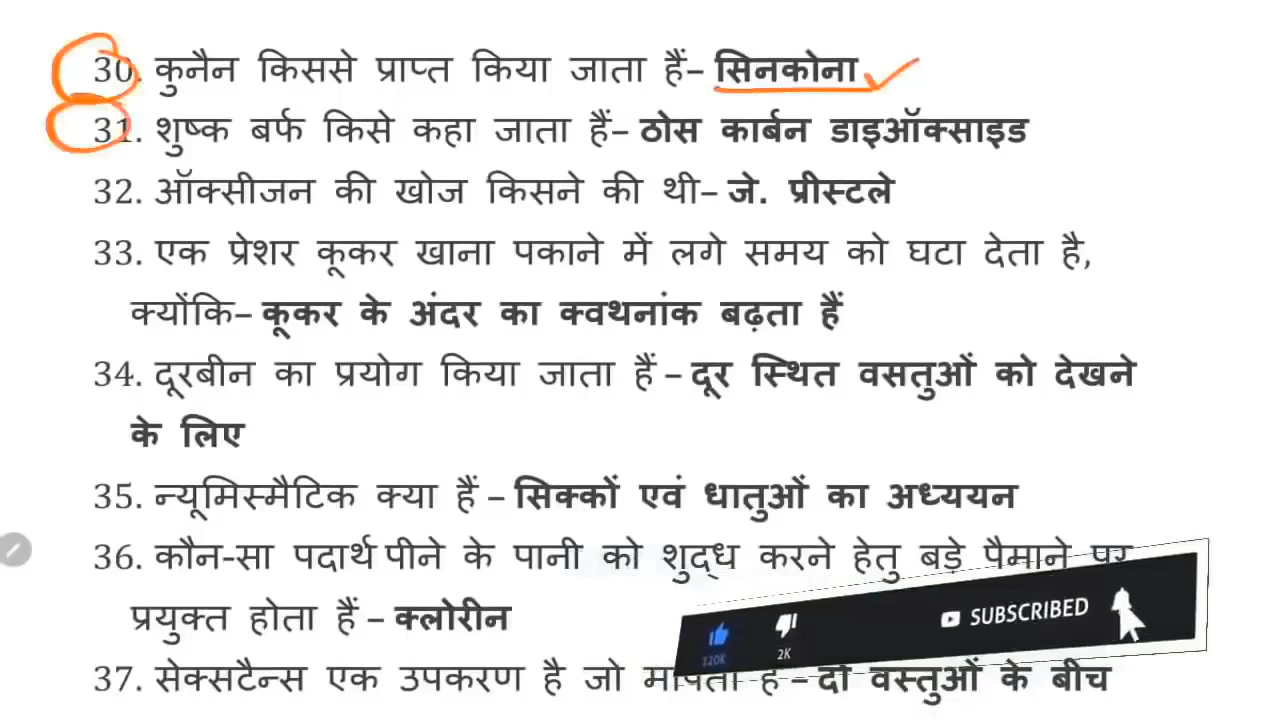 30. कुनैन किससे प्राप्त किया जाता हैं– सिनकोना
31. शुष्क बर्फ किसे कहा जाता हैं– ठोस कार्बन डाइऑक्साइड
32. ऑक्सीजन की खोज किसने की थी– जे. प्रीस्टले
33. एक प्रेशर कूकर खाना पकाने में लगे समय को घटा देता है,
क्योंकि– कूकर के अंदर का क्वथनांक बढ़ता हैं
34. दूरबीन का प्रयोग किया जाता हैं – दूर स्थित वसतुओं को देखने
के लिए
35. न्यूमिस्मैटिक क्या हैं – सिक्कों एवं धातुओं का अध्ययन
36. कौन-सा पदार्थ पीने के पानी को शुद्ध करने हेतु बड़े पैमाने पर
प्रयुक्त होता हैं – क्लोरीन
120K 2K SUBSCRIBED
37. सेक्सटैन्स एक उपकरण है जो मापता है – दो वस्तुओं के बीच